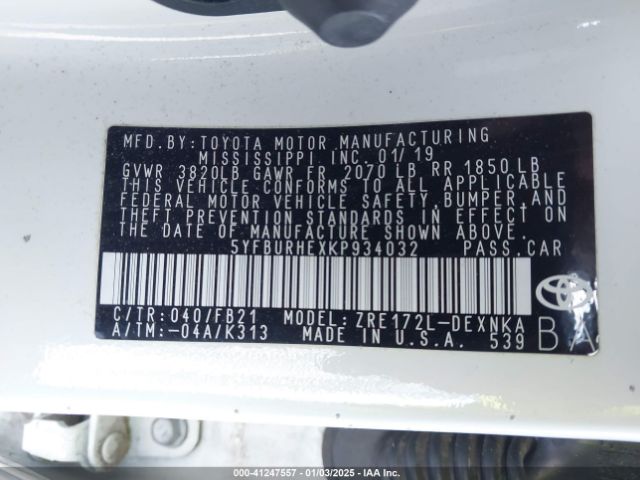 MFD.BY:TOYOTA MOTOR MANUFACTURING
MISSISSIPPI INC. 01/19
GVWR 3820LB GAWR FR 2070 LB RR 1850 LB
THIS VEHICLE CONFORMS TO ALL APPLICABLE
FEDERAL MOTOR VEHICLE SAFETY,BUMPER,AND
THEFT PREVENTION STANDARDS IN EFFECT ON
THE DATE OF MANUFACTURE SHOWN ABOVE.
5YFBURHEXKP934032 PASS.CAR
C/TR: 040/FB21 MODEL: ZRE172L-DEXNKA
A/TM:-04A/K313 MADE IN U.S.A. 539
BA
000-41247557 - 01/03/2025 - IAA Inc.